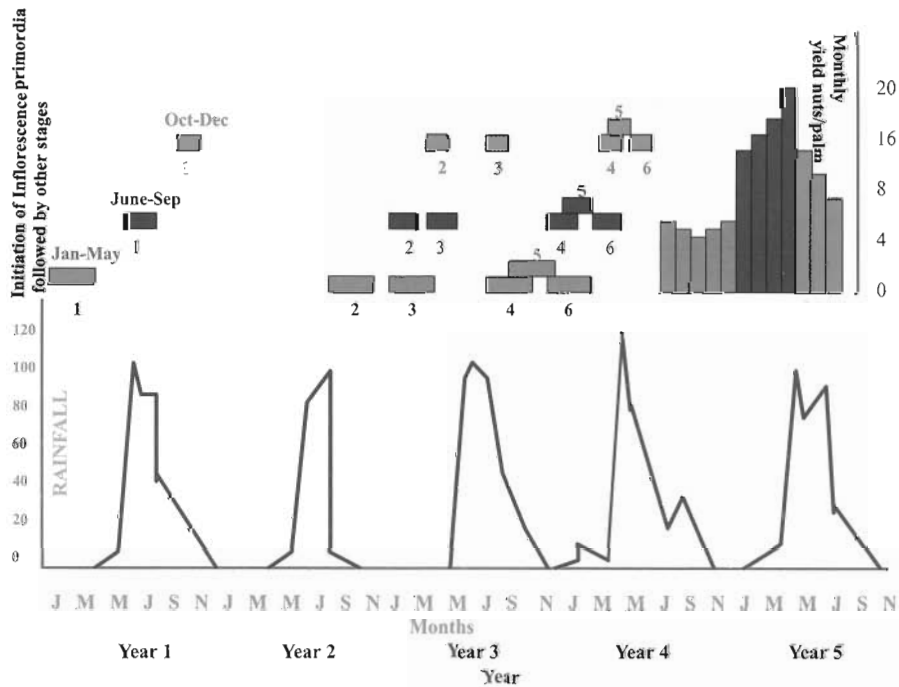 Initiation of Inflorescence primordia
followed by other stages
Oct-Dec
1
2
3
5
4
6
June-Sep
1
2
3
5
4
6
Jan-May
1
2
3
5
4
6
Monthly
yield nuts/palm
20
16
8
4
0
120
100
80
60
40
20
0
RAINFALL
J M M J S N J M M J S N J M M J S N J M M J S N J M M J S N
Months
Year 1 Year 2 Year 3 Year 4 Year 5
Year